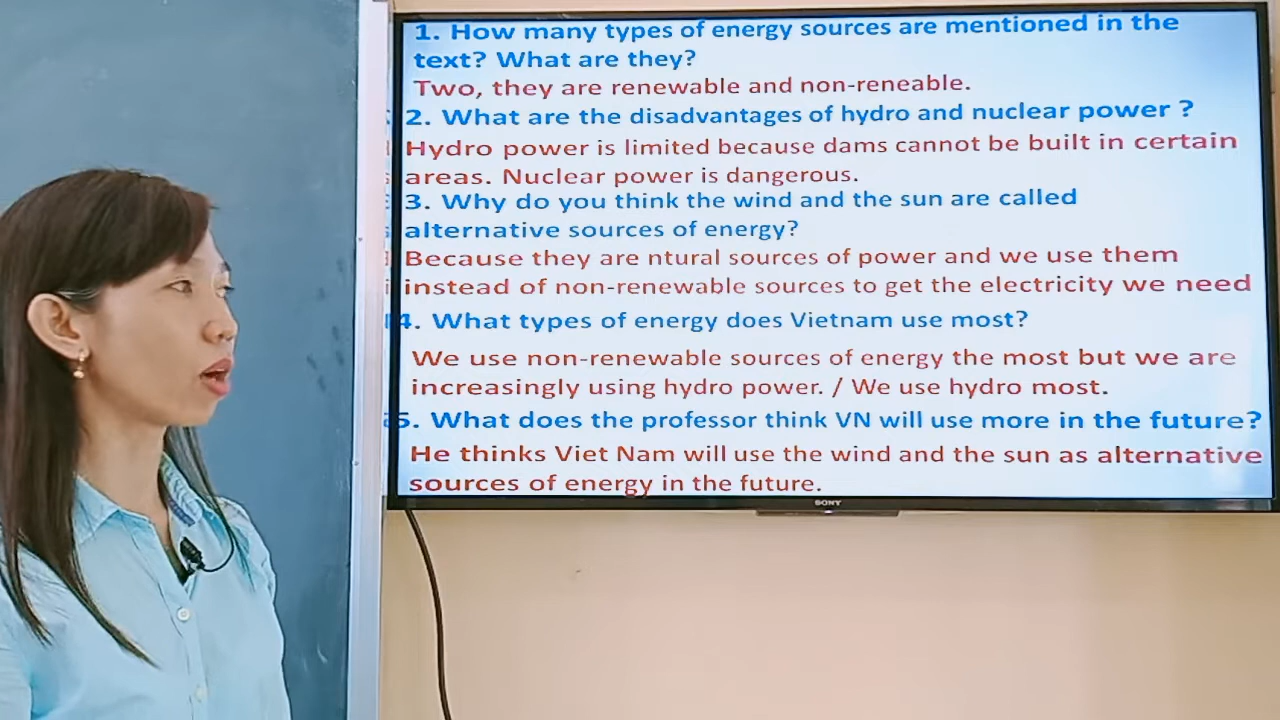 1. How many types of energy sources are mentioned in the
text? What are they?
Two, they are renewable and non-reneable.
2. What are the disadvantages of hydro and nuclear power ?
Hydro power is limited because dams cannot be built in certain
areas. Nuclear power is dangerous.
3. Why do you think the wind and the sun are called
alternative sources of energy?
Because they are ntural sources of power and we use them
instead of non-renewable sources to get the electricity we need
4. What types of energy does Vietnam use most?
We use non-renewable sources of energy the most but we are
increasingly using hydro power. / We use hydro most.
5. What does the professor think VN will use more in the future?
He thinks Viet Nam will use the wind and the sun as alternative
sources of energy in the future.
SONY